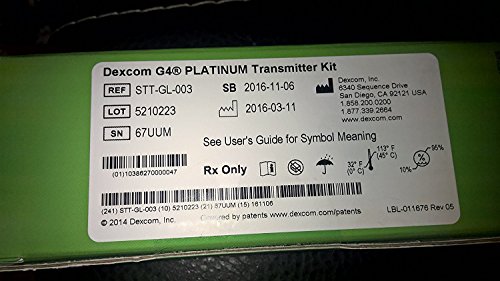 Dexcom G4® PLATINUM Transmitter Kit
REF STT-GL-003 SB 2016-11-06
LOT 5210223 2016-03-11
SN 67UUM
Dexcom, Inc.
6340 Sequence Drive
San Diego, CA 92121 USA
1.858.200.0200
1.877.339.2664
www.dexcom.com
See User's Guide for Symbol Meaning
(01)10386270000047
Rx Only
32° F
(0° C)
113° F
(45° C)
10%
95%
(241) STT-GL-003 (10) 5210223 (21) 67UUM (15) 161106
© 2014 Dexcom, Inc.
Covered by patents www.dexcom.com/patents
LBL-011676 Rev 05